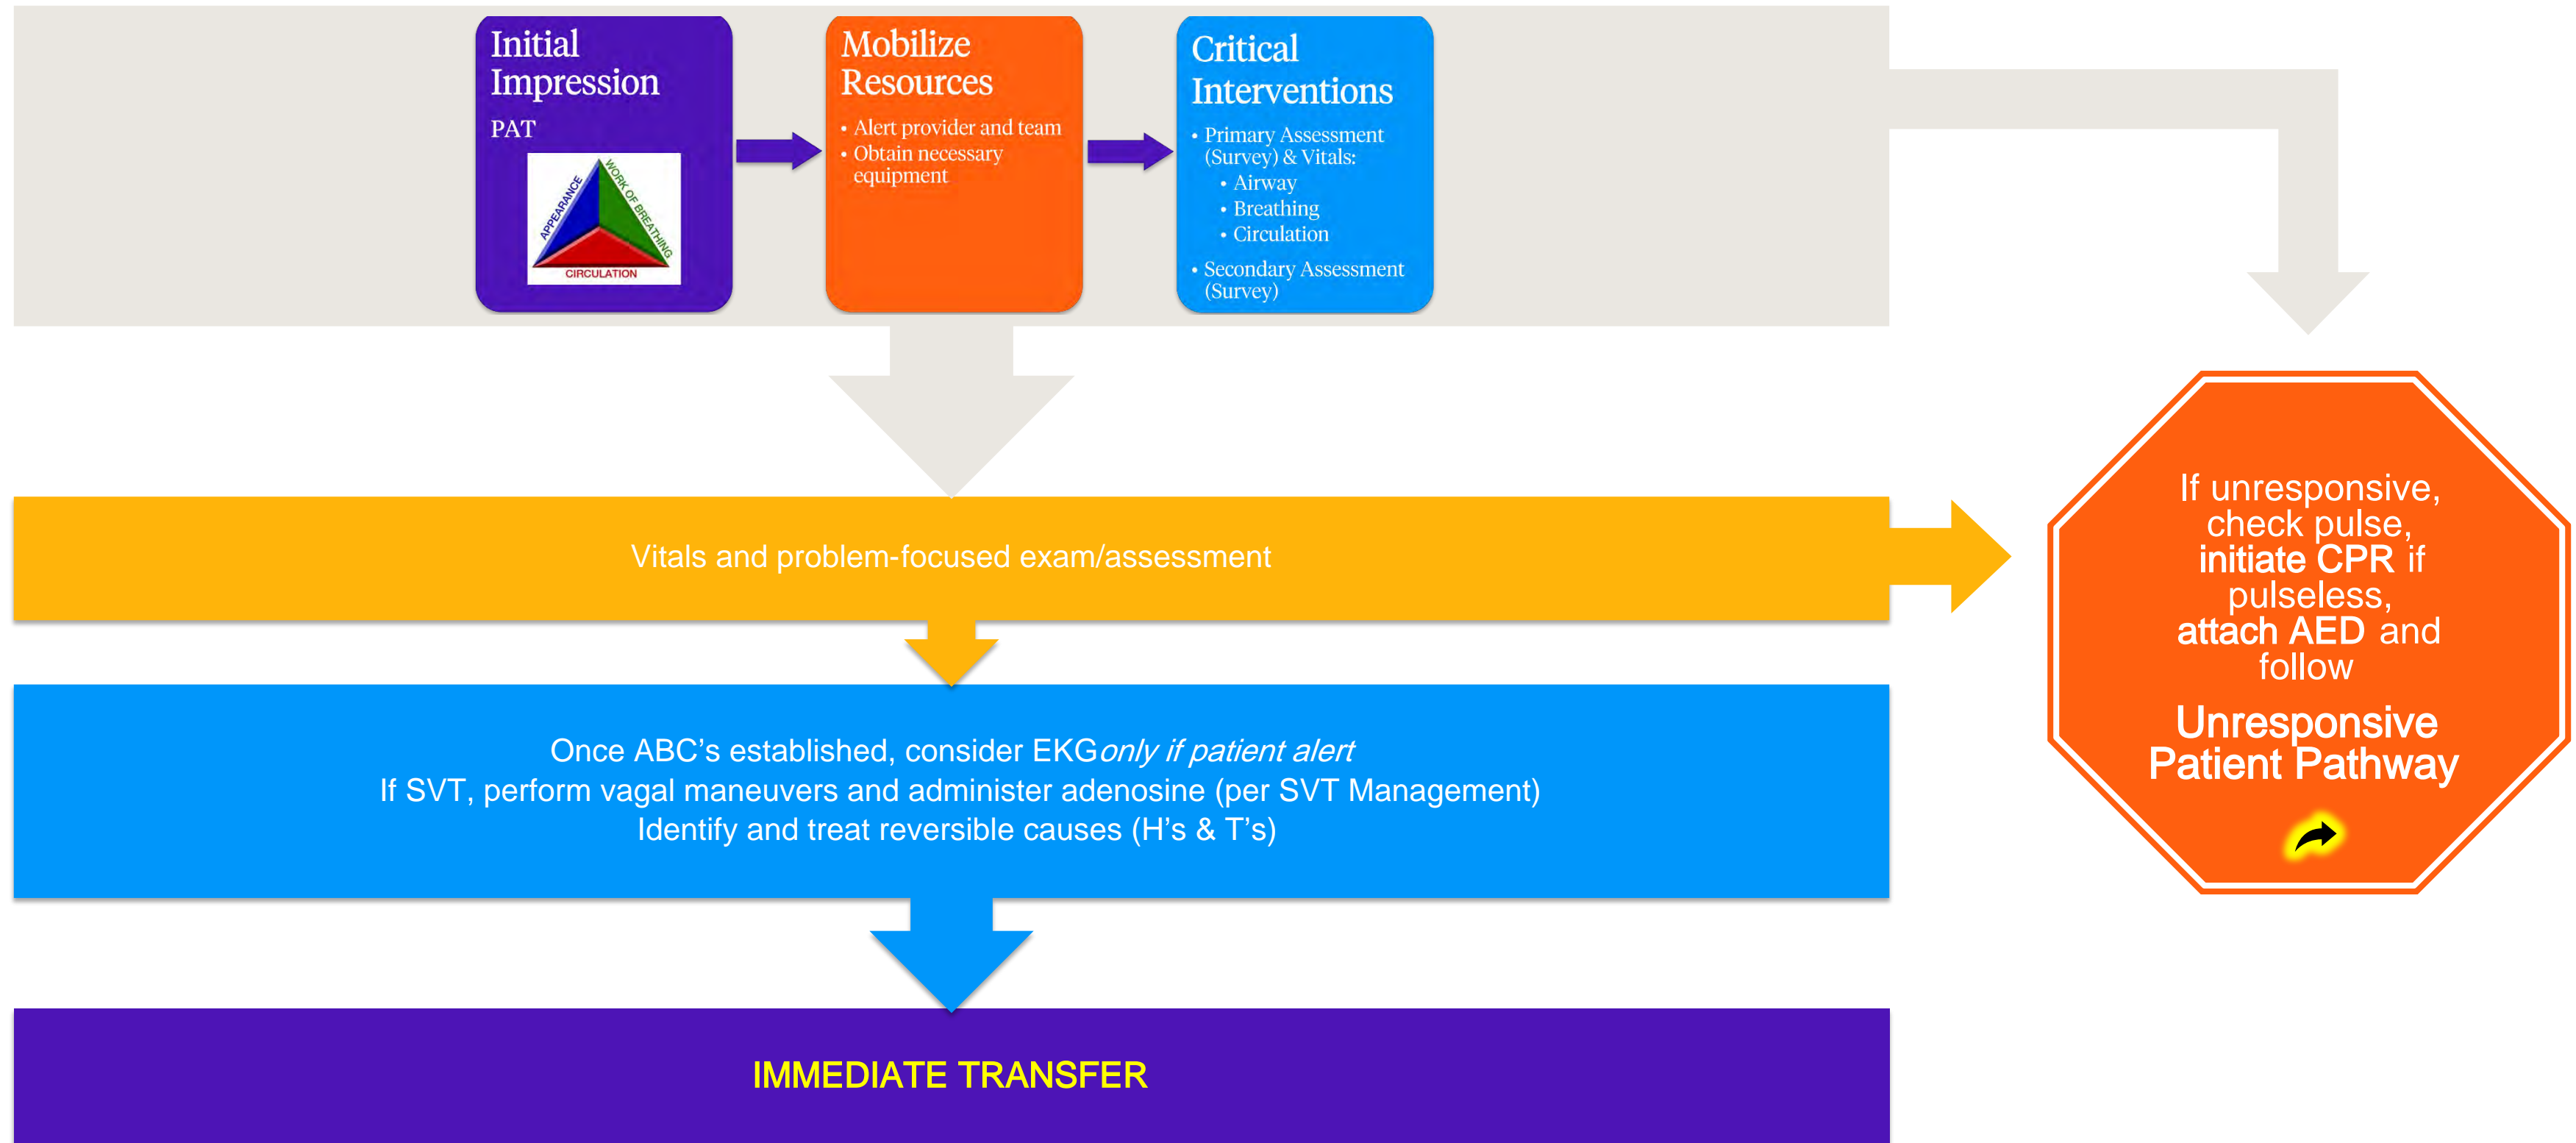 Initial
Impression
PAT
APPEARANCE
WORK OF BREATHING
CIRCULATION
Mobilize
Resources
• Alert provider and team
• Obtain necessary
equipment
Critical
Interventions
• Primary Assessment
(Survey) & Vitals:
• Airway
• Breathing
• Circulation
• Secondary Assessment
(Survey)
Vitals and problem-focused exam/assessment
Once ABC's established, consider EKG only if patient alert
If SVT, perform vagal maneuvers and administer adenosine (per SVT Management)
Identify and treat reversible causes (H's & T's)
IMMEDIATE TRANSFER
If unresponsive,
check pulse,
initiate CPR if
pulseless,
attach AED and
follow
Unresponsive
Patient Pathway